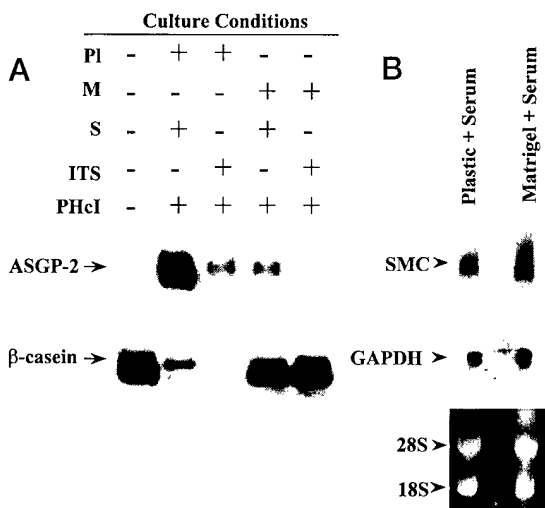 Culture Conditions
A
Pl - + + - -
M - - - + +
S - + - + -
ITS - - + - +
PHcI - + + + +
ASGP-2
β-casein
B
Plastic + Serum
Matrigel + Serum
SMC
GAPDH
28S
18S